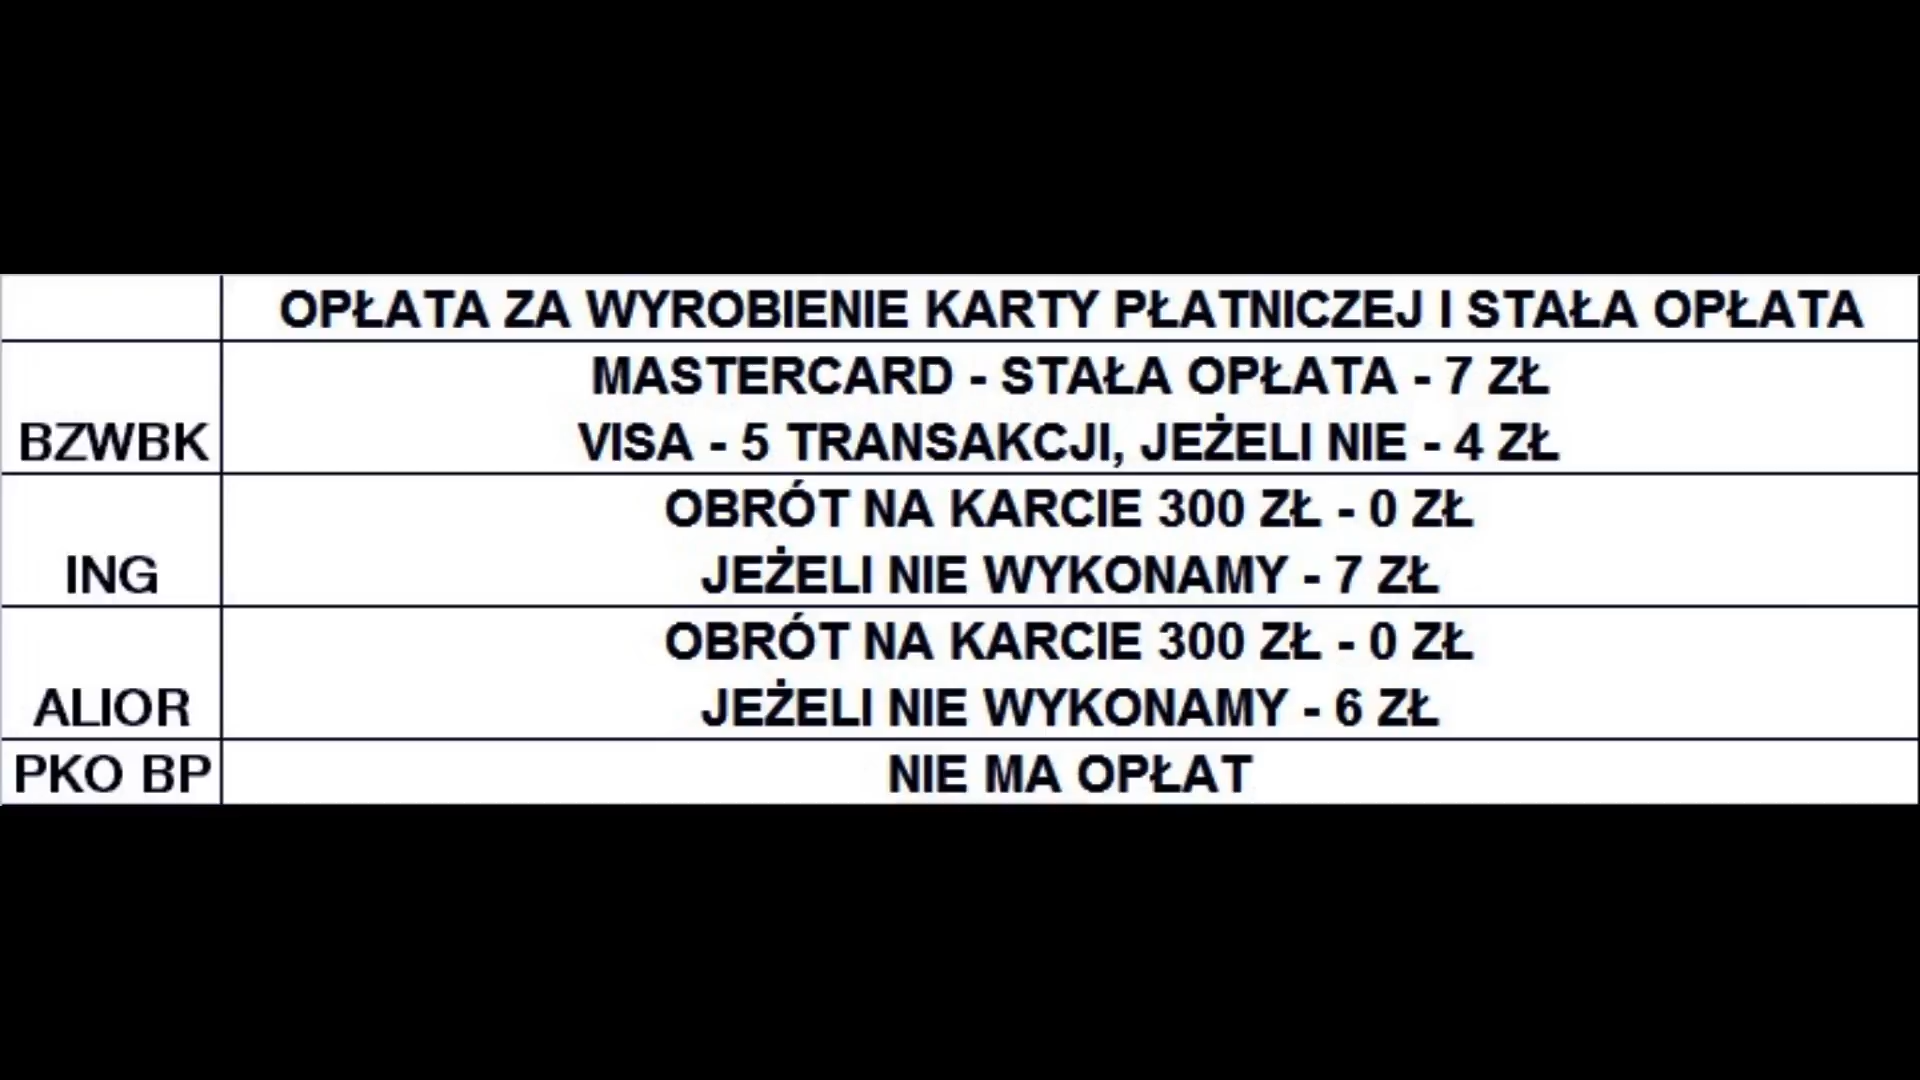 OPŁATA ZA WYROBIENIE KARTY PŁATNICZEJ I STAŁA OPŁATA
MASTERCARD - STAŁA OPŁATA - 7 ZŁ
BZWBK VISA - 5 TRANSAKCJI, JEŻELI NIE - 4 ZŁ
OBRÓT NA KARCIE 300 ZŁ - 0 ZŁ
ING JEŻELI NIE WYKONAMY - 7 ZŁ
OBRÓT NA KARCIE 300 ZŁ - 0 ZŁ
ALIOR JEŻELI NIE WYKONAMY - 6 ZŁ
PKO BP NIE MA OPŁAT